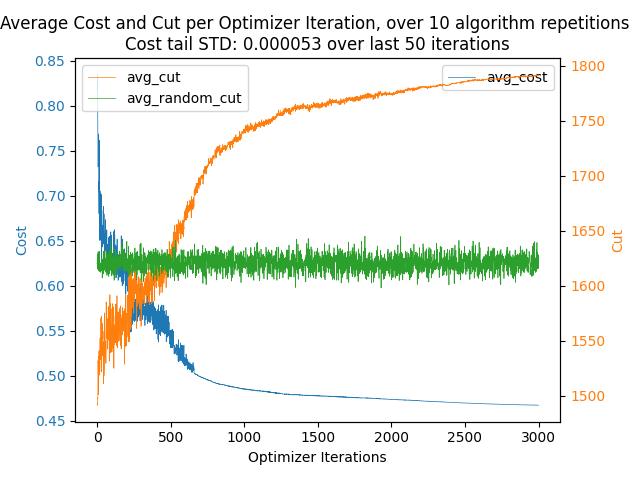 Average Cost and Cut per Optimizer Iteration, over 10 algorithm repetitions
Cost tail STD: 0.000053 over last 50 iterations
avg_cut
avg_random_cut
avg_cost
0.85
0.80
0.75
0.70
0.65
0.60
0.55
0.50
0.45
Cost
1800
1750
1700
1650
1600
1550
1500
Cut
0
500
1000
1500
2000
2500
3000
Optimizer Iterations